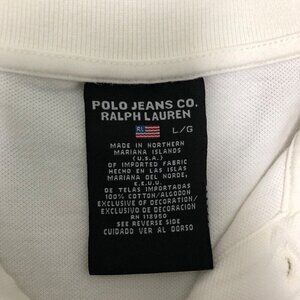 POLO JEANS CO.
RALPH LAUREN
L/G
MADE IN NORTHERN
MARIANA ISLANDS
(U.S.A.)
OF IMPORTED FABRIC
HECHO EN LAS ISLAS
MARIANA DEL NORDE,
E.E.U.U.
DE TELAS IMPORTADAS
100% COTTON/ALGODON
EXCLUSIVE OF DECORATION/
EXCLUSIVO DE DECORACION
RN 118950
SEE REVERSE SIDE
CUIDADO VER AL DORSO